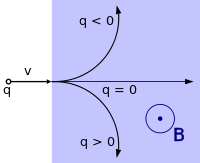 q < 0
v
q
q = 0
B
q > 0